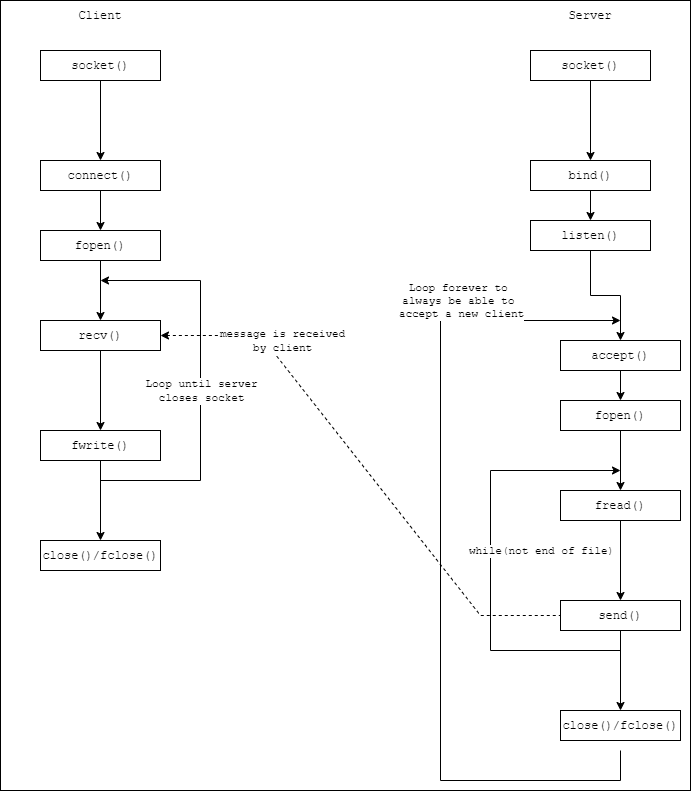 Client
Server
socket()
socket()
connect()
bind()
fopen()
listen()
Loop forever to
always be able to
accept a new client
recv()
message is received
by client
accept()
Loop until server
closes socket
fopen()
fwrite()
fread()
while(not end of file)
close()/fclose()
send()
close()/fclose()